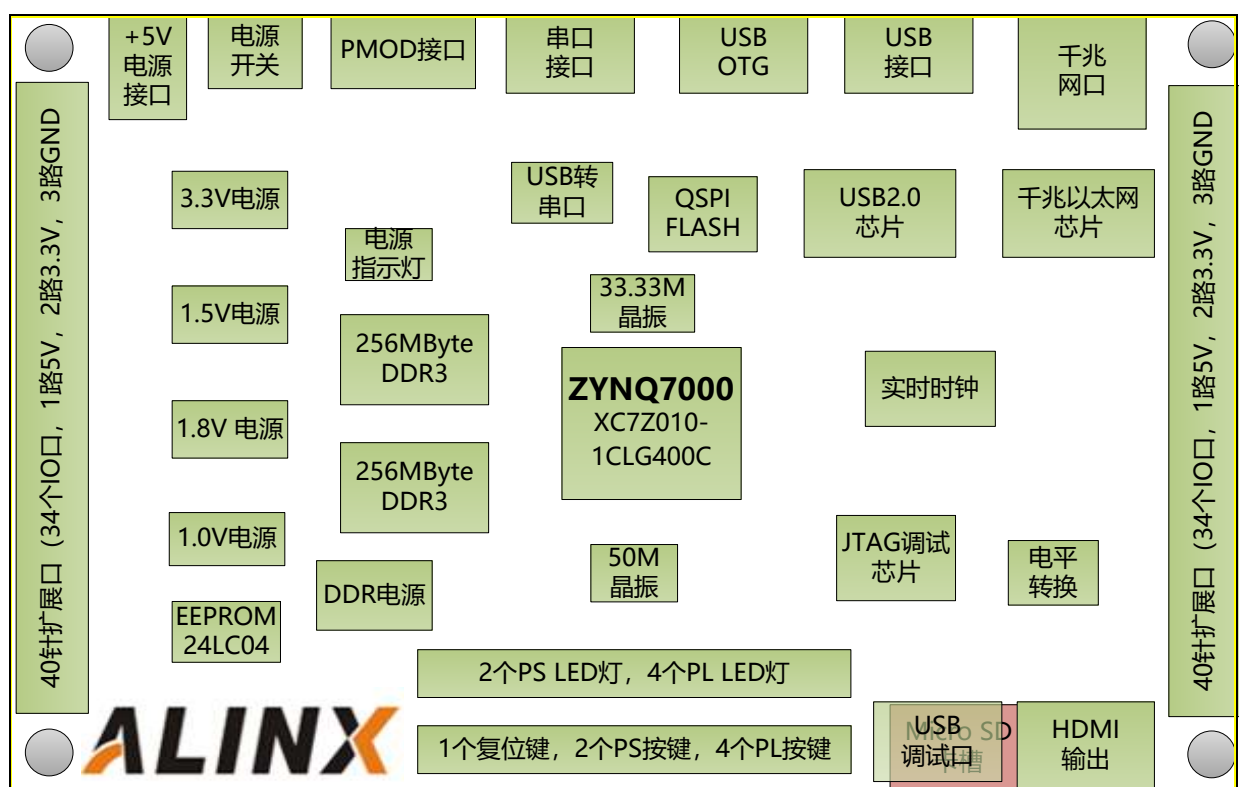 +5V
电源
接口
电源
开关
PMOD接口
串口
接口
USB
OTG
USB
接口
千兆
网口
40针扩展口(34个IO口,1路5V,2路3.3V,3路GND
3.3V电源
USB转
串口
QSPI
FLASH
USB2.0
芯片
千兆以太网
芯片
40针扩展口(34个IO口,1路5V,2路3.3V,3路GND
电源
指示灯
33.33M
晶振
1.5V电源
256MByte
DDR3
ZYNQ7000
XC7Z010-
1CLG400C
实时时钟
1.8V 电源
256MByte
DDR3
1.0V电源
DDR电源
50M
晶振
JTAG调试
芯片
电平
转换
EEPROM
24LC04
2个PS LED灯,4个PL LED灯
ALINX
1个复位键,2个PS按键,4个PL按键
USB
调试口
Micro SD
卡槽
HDMI
输出